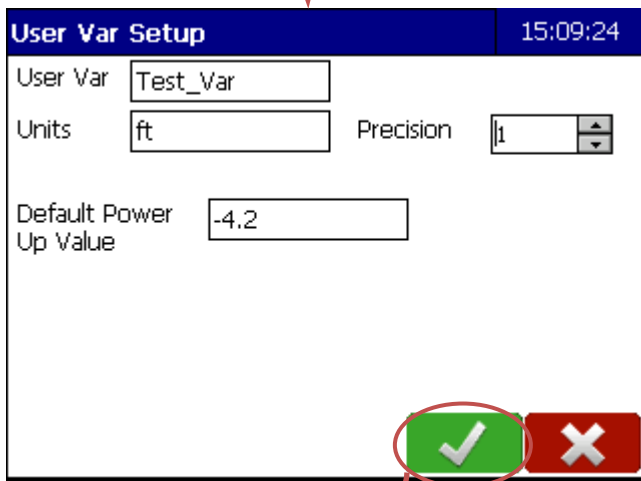 User Var Setup 15:09:24
User Var Test_Var
Units ft Precision 1
Default Power
Up Value -4.2